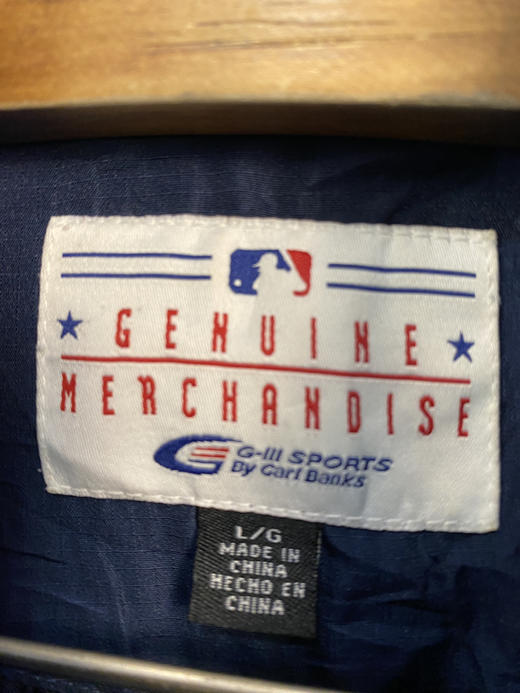 GENUINE
MERCHANDISE
G-III SPORTS
By Carl Banks
L/G
MADE IN
CHINA
HECHO EN
CHINA